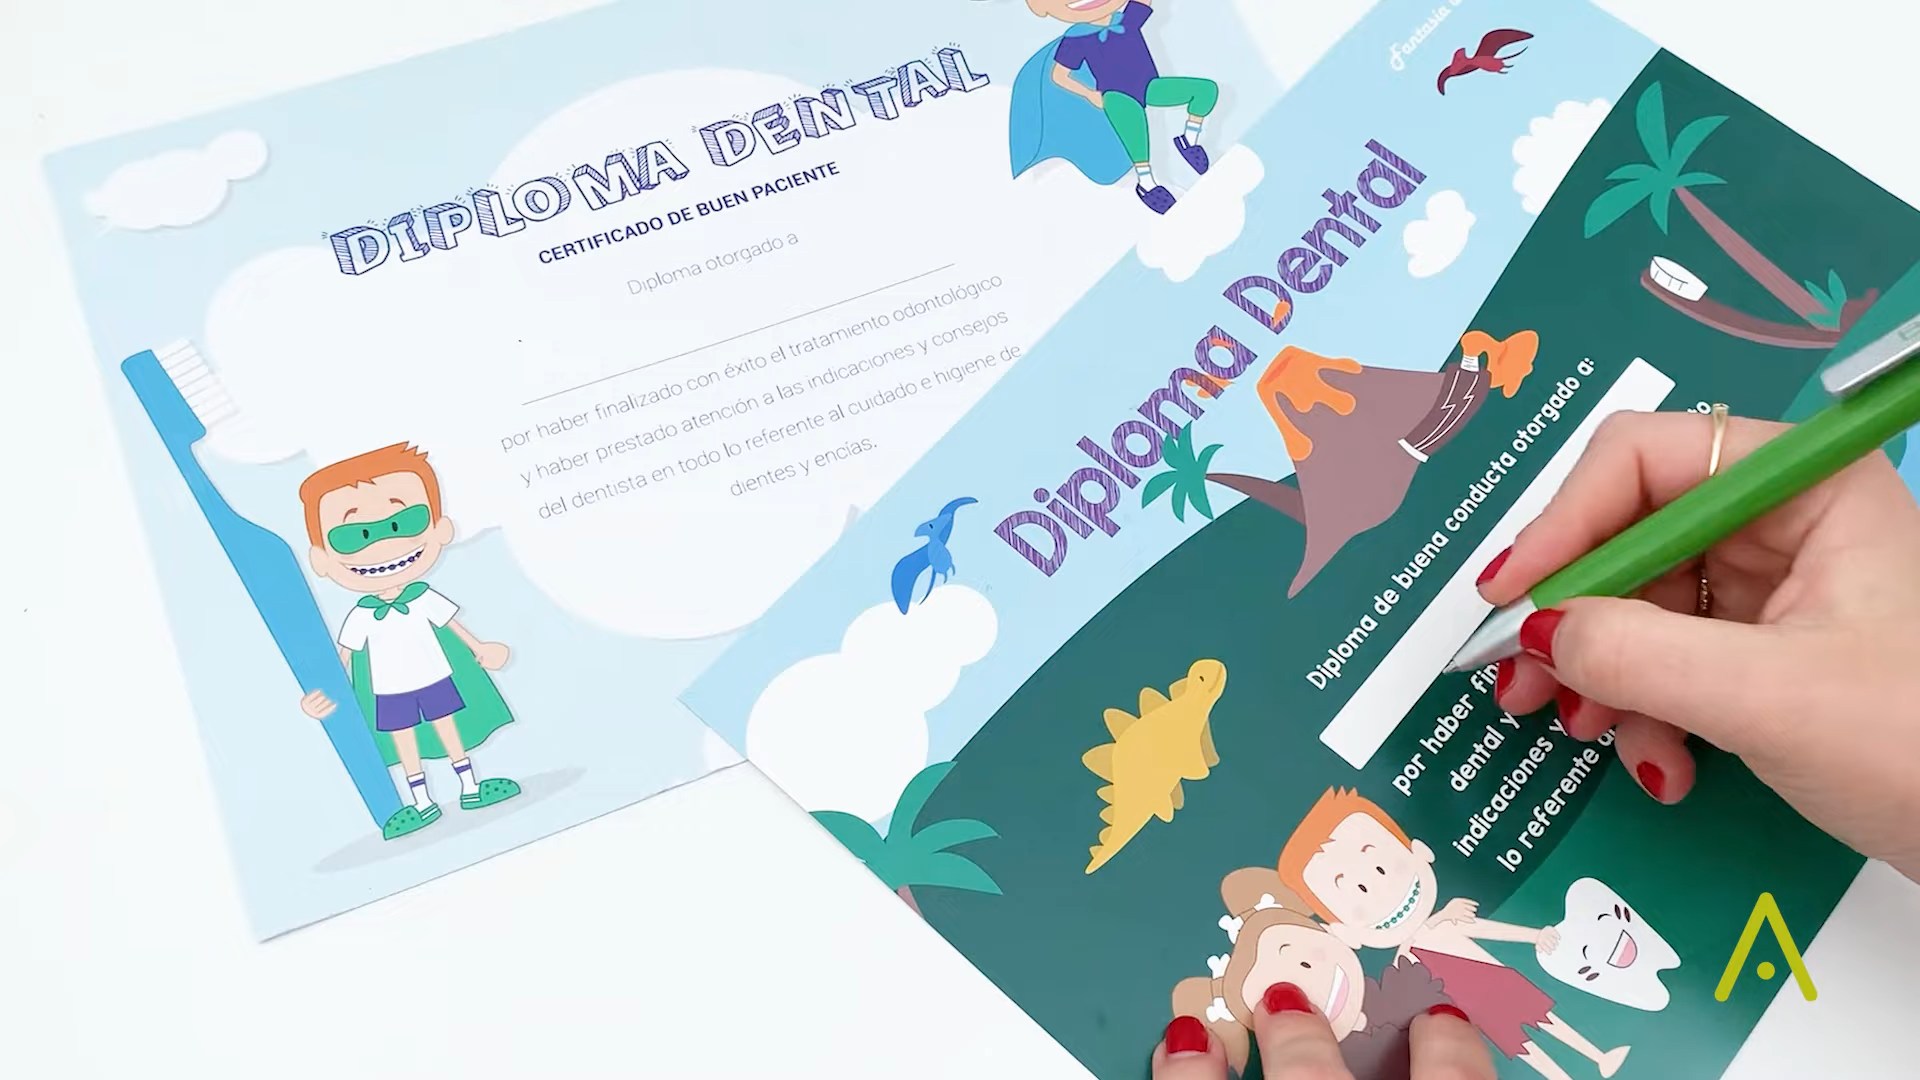 DIPLOMA DENTAL
CERTIFICADO DE BUEN PACIENTE
Diploma otorgado a
por haber finalizado con éxito el tratamiento odontológico
y haber prestado atención a las indicaciones y consejos
del dentista en todo lo referente al cuidado e higiene de
dientes y encías.
Fantasía
Diploma Dental
Diploma de buena conducta otorgado a:
por haber fin
dental y
indicaciones y
lo referente